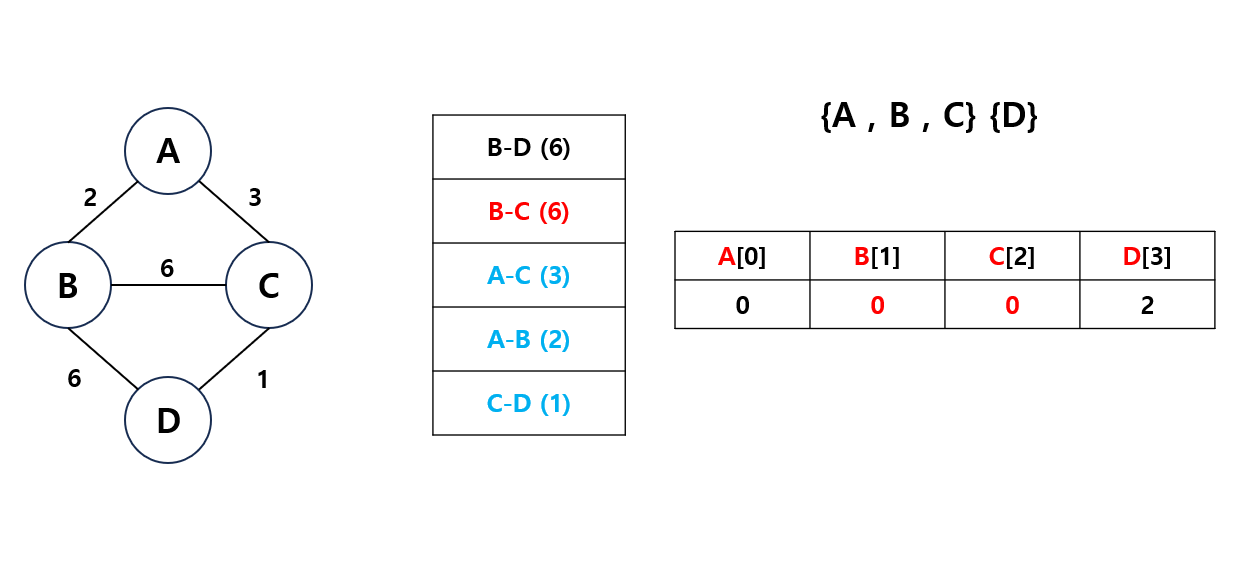 A
2
3
B
6
C
6
1
D
B-D (6)
B-C (6)
A-C (3)
A-B (2)
C-D (1)
{A , B , C} {D}
A[0] B[1] C[2] D[3]
0 0 0 2